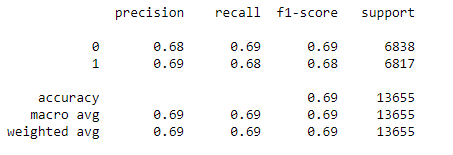 precision recall f1-score support
0 0.68 0.69 0.69 6838
1 0.69 0.68 0.68 6817
accuracy 0.69 13655
macro avg 0.69 0.69 0.69 13655
weighted avg 0.69 0.69 0.69 13655